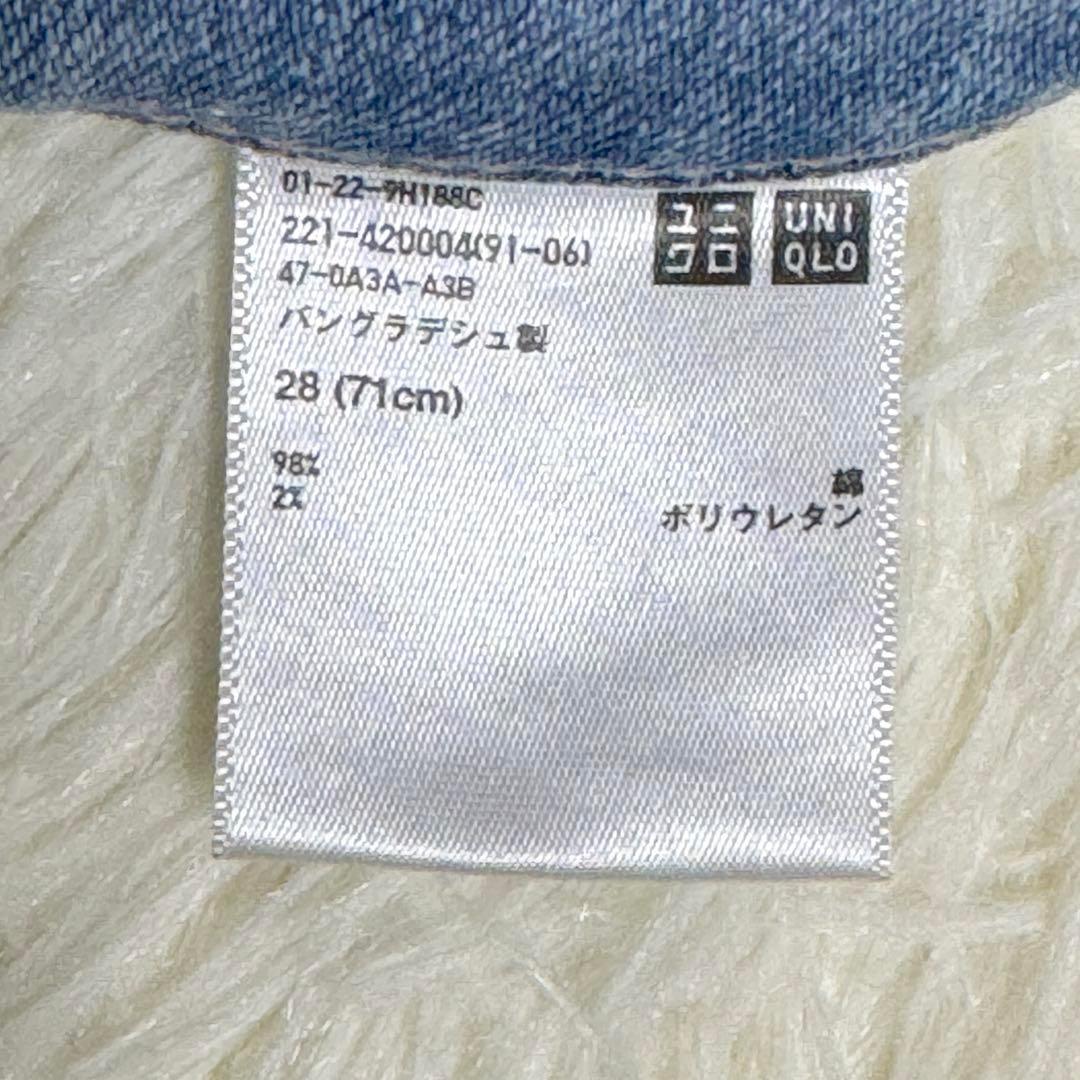 01-22-9H188C
221-420004(91-06)
47-0A3A-A3B
バングラデシュ製
28 (71cm)
ユニ
クロ
UNI
QLO
98% 綿
2% ポリウレタン